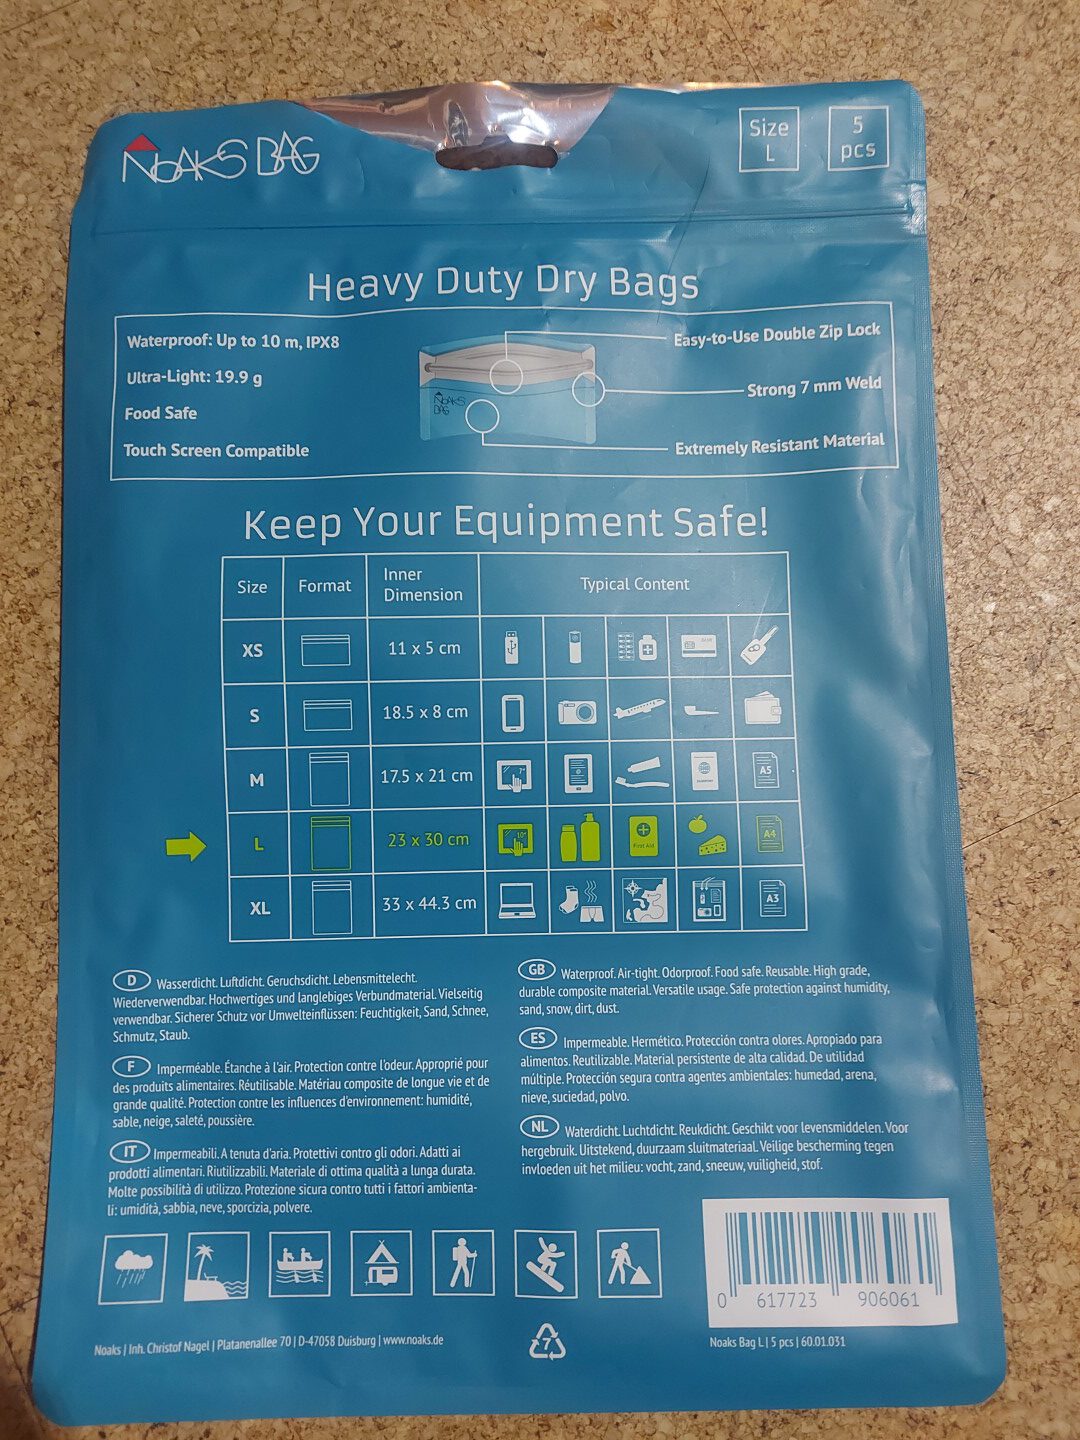 NOAKS BAG
Size
L
5
pcs
Heavy Duty Dry Bags
Waterproof: Up to 10 m, IPX8
Ultra-Light: 19.9 g
Food Safe
Touch Screen Compatible
NOAKS
BAG
Easy-to-Use Double Zip Lock
Strong 7 mm Weld
Extremely Resistant Material
Keep Your Equipment Safe!
Size Format Inner Dimension Typical Content
XS 11 x 5 cm
S 18.5 x 8 cm
M 17.5 x 21 cm 7" PASSPORT A5
L 23 x 30 cm 10" First Aid A4
XL 33 x 44.3 cm A3
D Wasserdicht. Luftdicht. Geruchsdicht. Lebensmittelecht.
Wiederverwendbar. Hochwertiges und langlebiges Verbundmaterial. Vielseitig
verwendbar. Sicherer Schutz vor Umwelteinflüssen: Feuchtigkeit, Sand, Schnee,
Schmutz, Staub.
F Imperméable. Étanche à l'air. Protection contre l'odeur. Approprié pour
des produits alimentaires. Réutilisable. Matériau composite de longue vie et de
grande qualité. Protection contre les influences d'environnement: humidité,
sable, neige, saleté, poussière.
IT Impermeabili. A tenuta d'aria. Protettivi contro gli odori. Adatti ai
prodotti alimentari. Riutilizzabili. Materiale di ottima qualità a lunga durata.
Molte possibilità di utilizzo. Protezione sicura contro tutti i fattori ambienta-
li: umidità, sabbia, neve, sporcizia, polvere.
GB Waterproof. Air-tight. Odorproof. Food safe. Reusable. High grade,
durable composite material. Versatile usage. Safe protection against humidity,
sand, snow, dirt, dust.
ES Impermeable. Hermético. Protección contra olores. Apropiado para
alimentos. Reutilizable. Material persistente de alta calidad. De utilidad
múltiple. Protección segura contra agentes ambientales: humedad, arena,
nieve, suciedad, polvo.
NL Waterdicht. Luchtdicht. Reukdicht. Geschikt voor levensmiddelen. Voor
hergebruik. Uitstekend, duurzaam sluitmateriaal. Veilige bescherming tegen
invloeden uit het milieu: vocht, zand, sneeuw, vuiligheid, stof.
0 617723 906061
Noaks | Inh. Christof Nagel | Platanenallee 70 | D-47058 Duisburg | www.noaks.de
7
Noaks Bag L | 5 pcs | 60.01.031